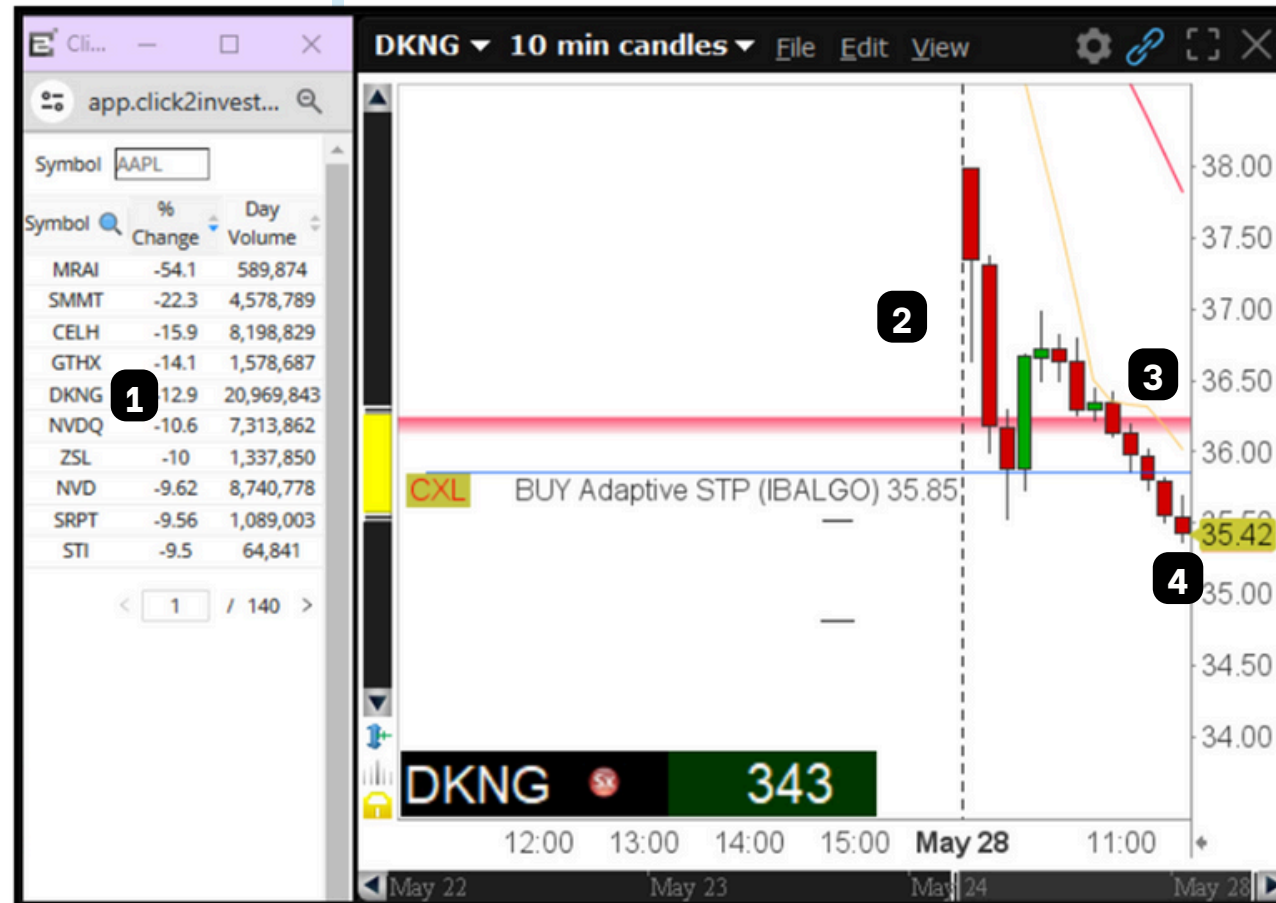 Cli...
app.click2invest...
Symbol AAPL
Symbol % Change Day Volume
MRAI -54.1 589,874
SMMT -22.3 4,578,789
CELH -15.9 8,198,829
GTHX -14.1 1,578,687
DKNG 1 12.9 20,969,843
NVDQ -10.6 7,313,862
ZSL -10 1,337,850
NVD -9.62 8,740,778
SRPT -9.56 1,089,003
STI -9.5 64,841
< 1 / 140 >
DKNG 10 min candles File Edit View
38.00
37.50
2 37.00
3 36.50
36.00
CXL BUY Adaptive STP (IBALGO) 35.85
35.50
35.42
4 35.00
34.50
34.00
DKNG SX 343
12:00 13:00 14:00 15:00 May 28 11:00
May 22 May 23 May 24 May 28